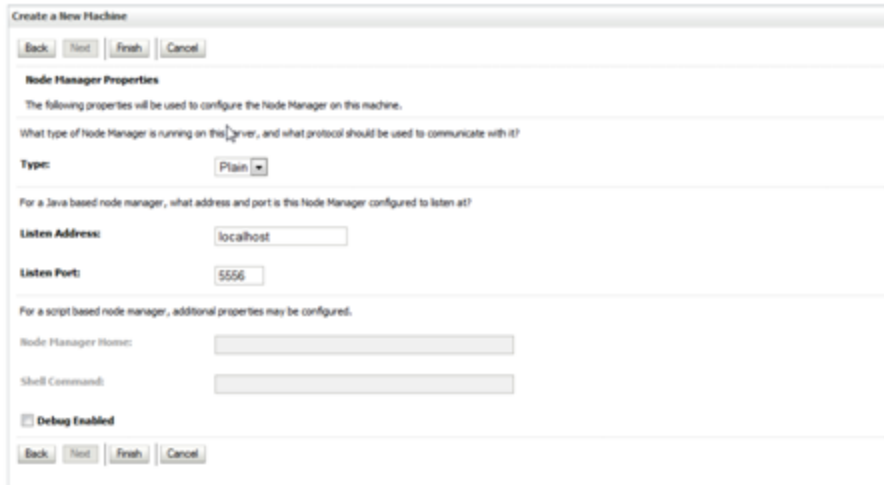 Create a New Machine
Back Next Finish Cancel
Node Manager Properties
The following properties will be used to configure the Node Manager on this machine.
What type of Node Manager is running on this server, and what protocol should be used to communicate with it?
Type: Plain
For a Java based node manager, what address and port is this Node Manager configured to listen at?
Listen Address: localhost
Listen Port: 5556
For a script based node manager, additional properties may be configured.
Node Manager Home:
Shell Command:
Debug Enabled
Back Next Finish Cancel